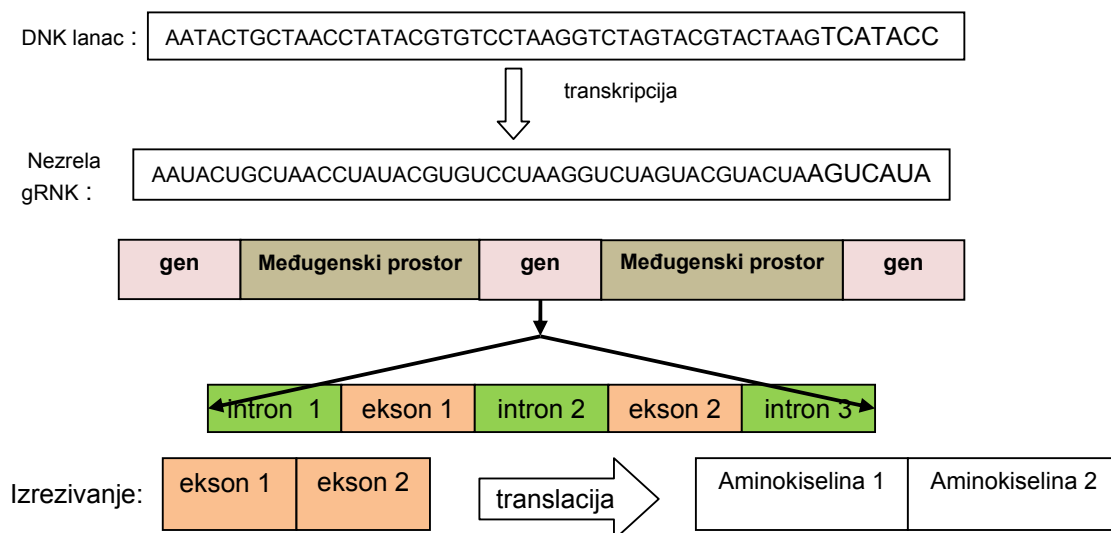 DNK lanac : AATACTGCTAACCTATACGTGTCCTAAGGTCTAGTACGTACTAAGTCATACC
transkripcija
Nezrela
gRNK :
AAUACUGCUAACCUAUACGUGUCCUAAGGUCUAGUACGUACUAAGUCAUA
gen Međugenski prostor gen Međugenski prostor gen
intron 1 ekson 1 intron 2 ekson 2 intron 3
Izrezivanje: ekson 1 ekson 2 translacija Aminokiselina 1 Aminokiselina 2